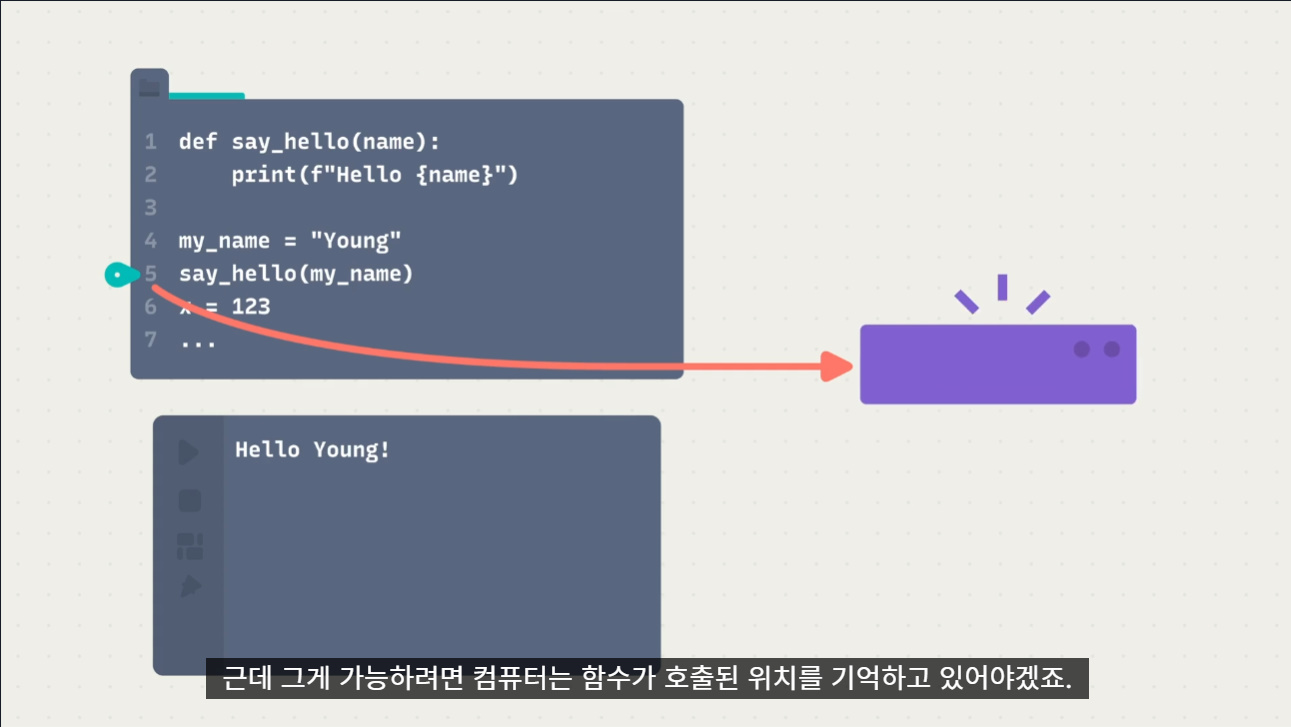 1 def say_hello(name):
2     print(f"Hello {name}")
3
4 my_name = "Young"
5 say_hello(my_name)
6 x = 123
7 ...
Hello Young!
근데 그게 가능하려면 컴퓨터는 함수가 호출된 위치를 기억하고 있어야겠죠.